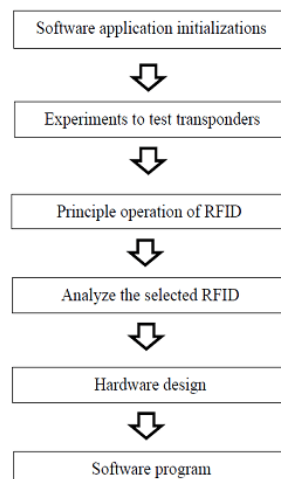 Software application initializations
Experiments to test transponders
Principle operation of RFID
Analyze the selected RFID
Hardware design
Software program